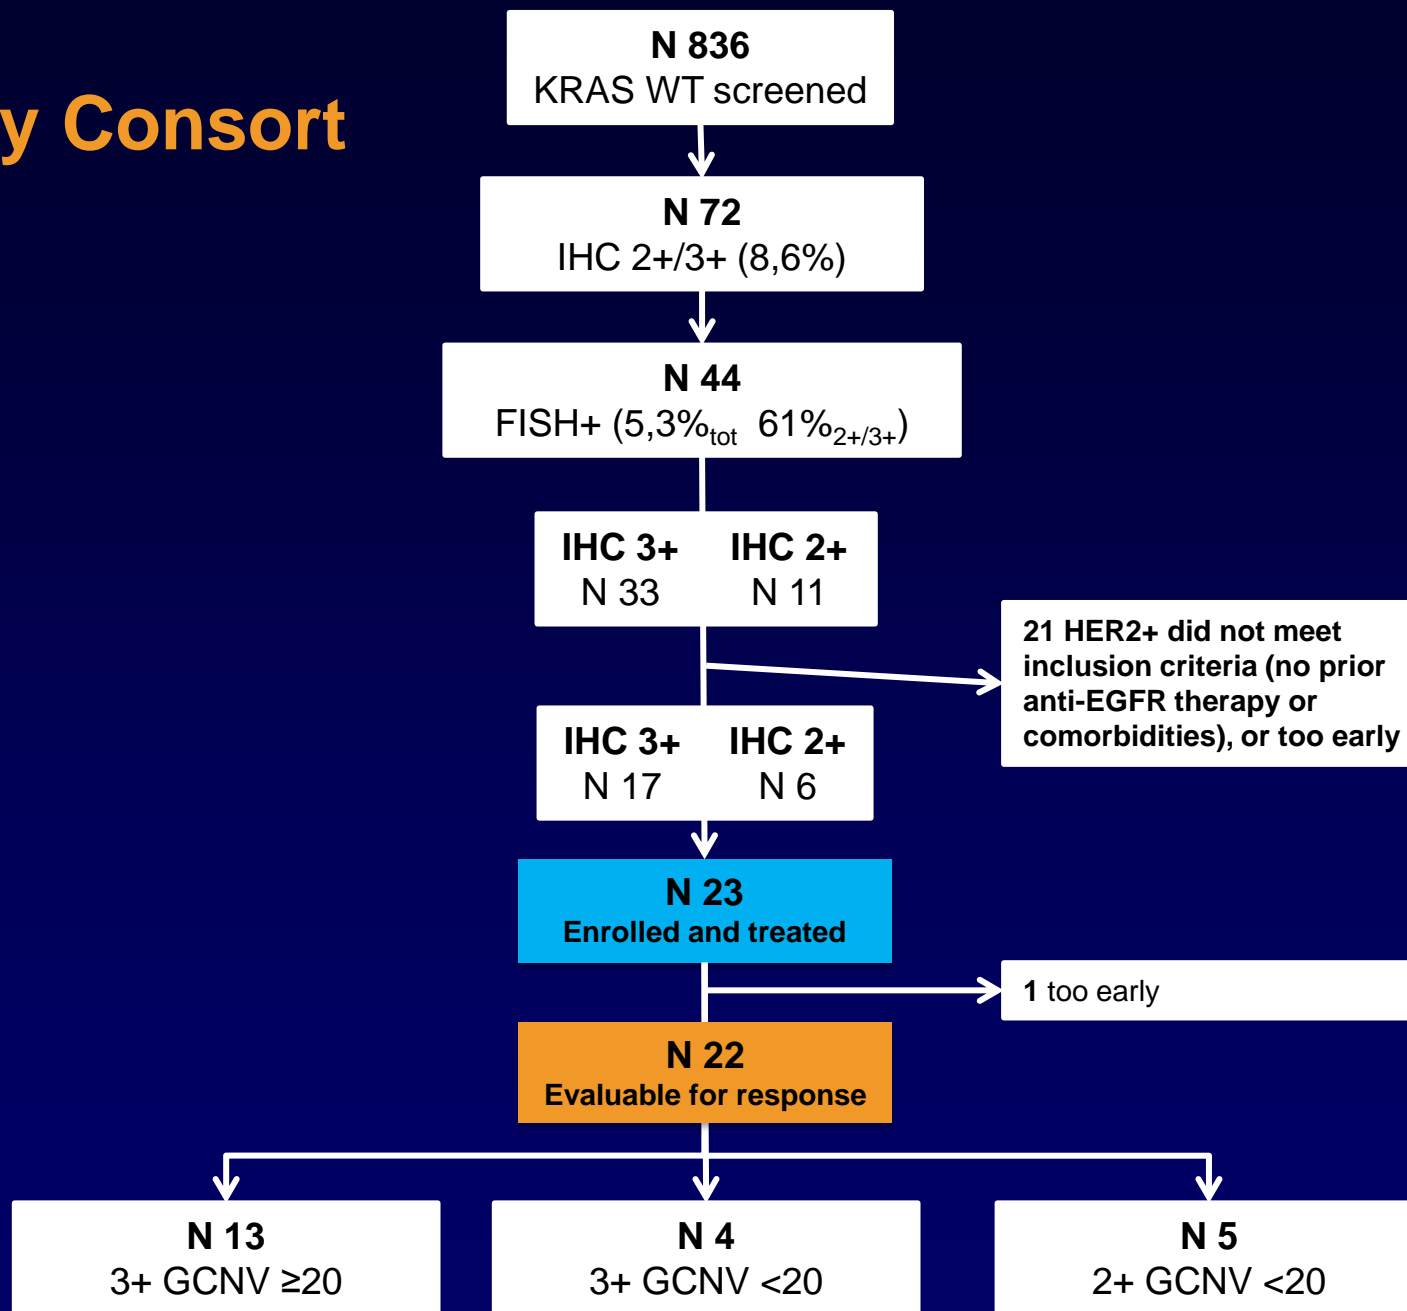 y Consort
N 836
KRAS WT screened
N 72
IHC 2+/3+ (8,6%)
N 44
FISH+ (5,3%tot 61%2+/3+)
IHC 3+ IHC 2+
N 33 N 11
21 HER2+ did not meet
inclusion criteria (no prior
anti-EGFR therapy or
comorbidities), or too early
IHC 3+ IHC 2+
N 17 N 6
N 23
Enrolled and treated
1 too early
N 22
Evaluable for response
N 13
3+ GCNV ≥20
N 4
3+ GCNV <20
N 5
2+ GCNV <20